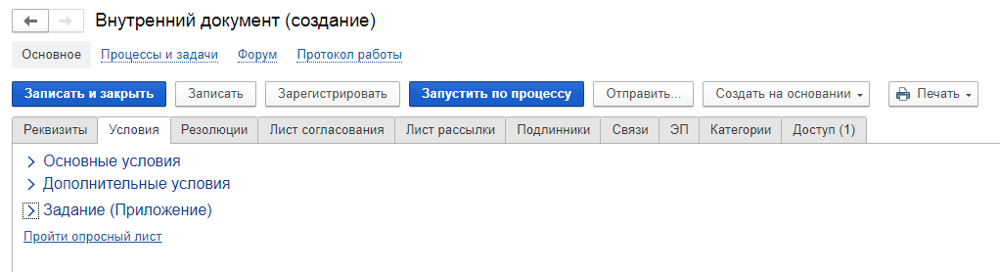 Внутренний документ (создание)
Основное Процессы и задачи Форум Протокол работы
Записать и закрыть Записать Зарегистрировать Запустить по процессу Отправить... Создать на основании Печать
Реквизиты Условия Резолюции Лист согласования Лист рассылки Подлинники Связи ЭП Категории Доступ (1)
Основные условия
Дополнительные условия
Задание (Приложение)
Пройти опросный лист